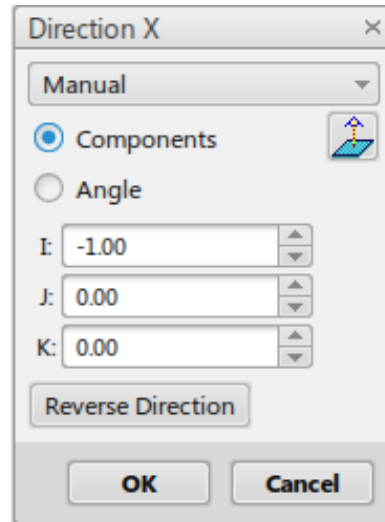 Direction X
Manual
Components
Angle
I: -1.00
J: 0.00
K: 0.00
Reverse Direction
OK Cancel